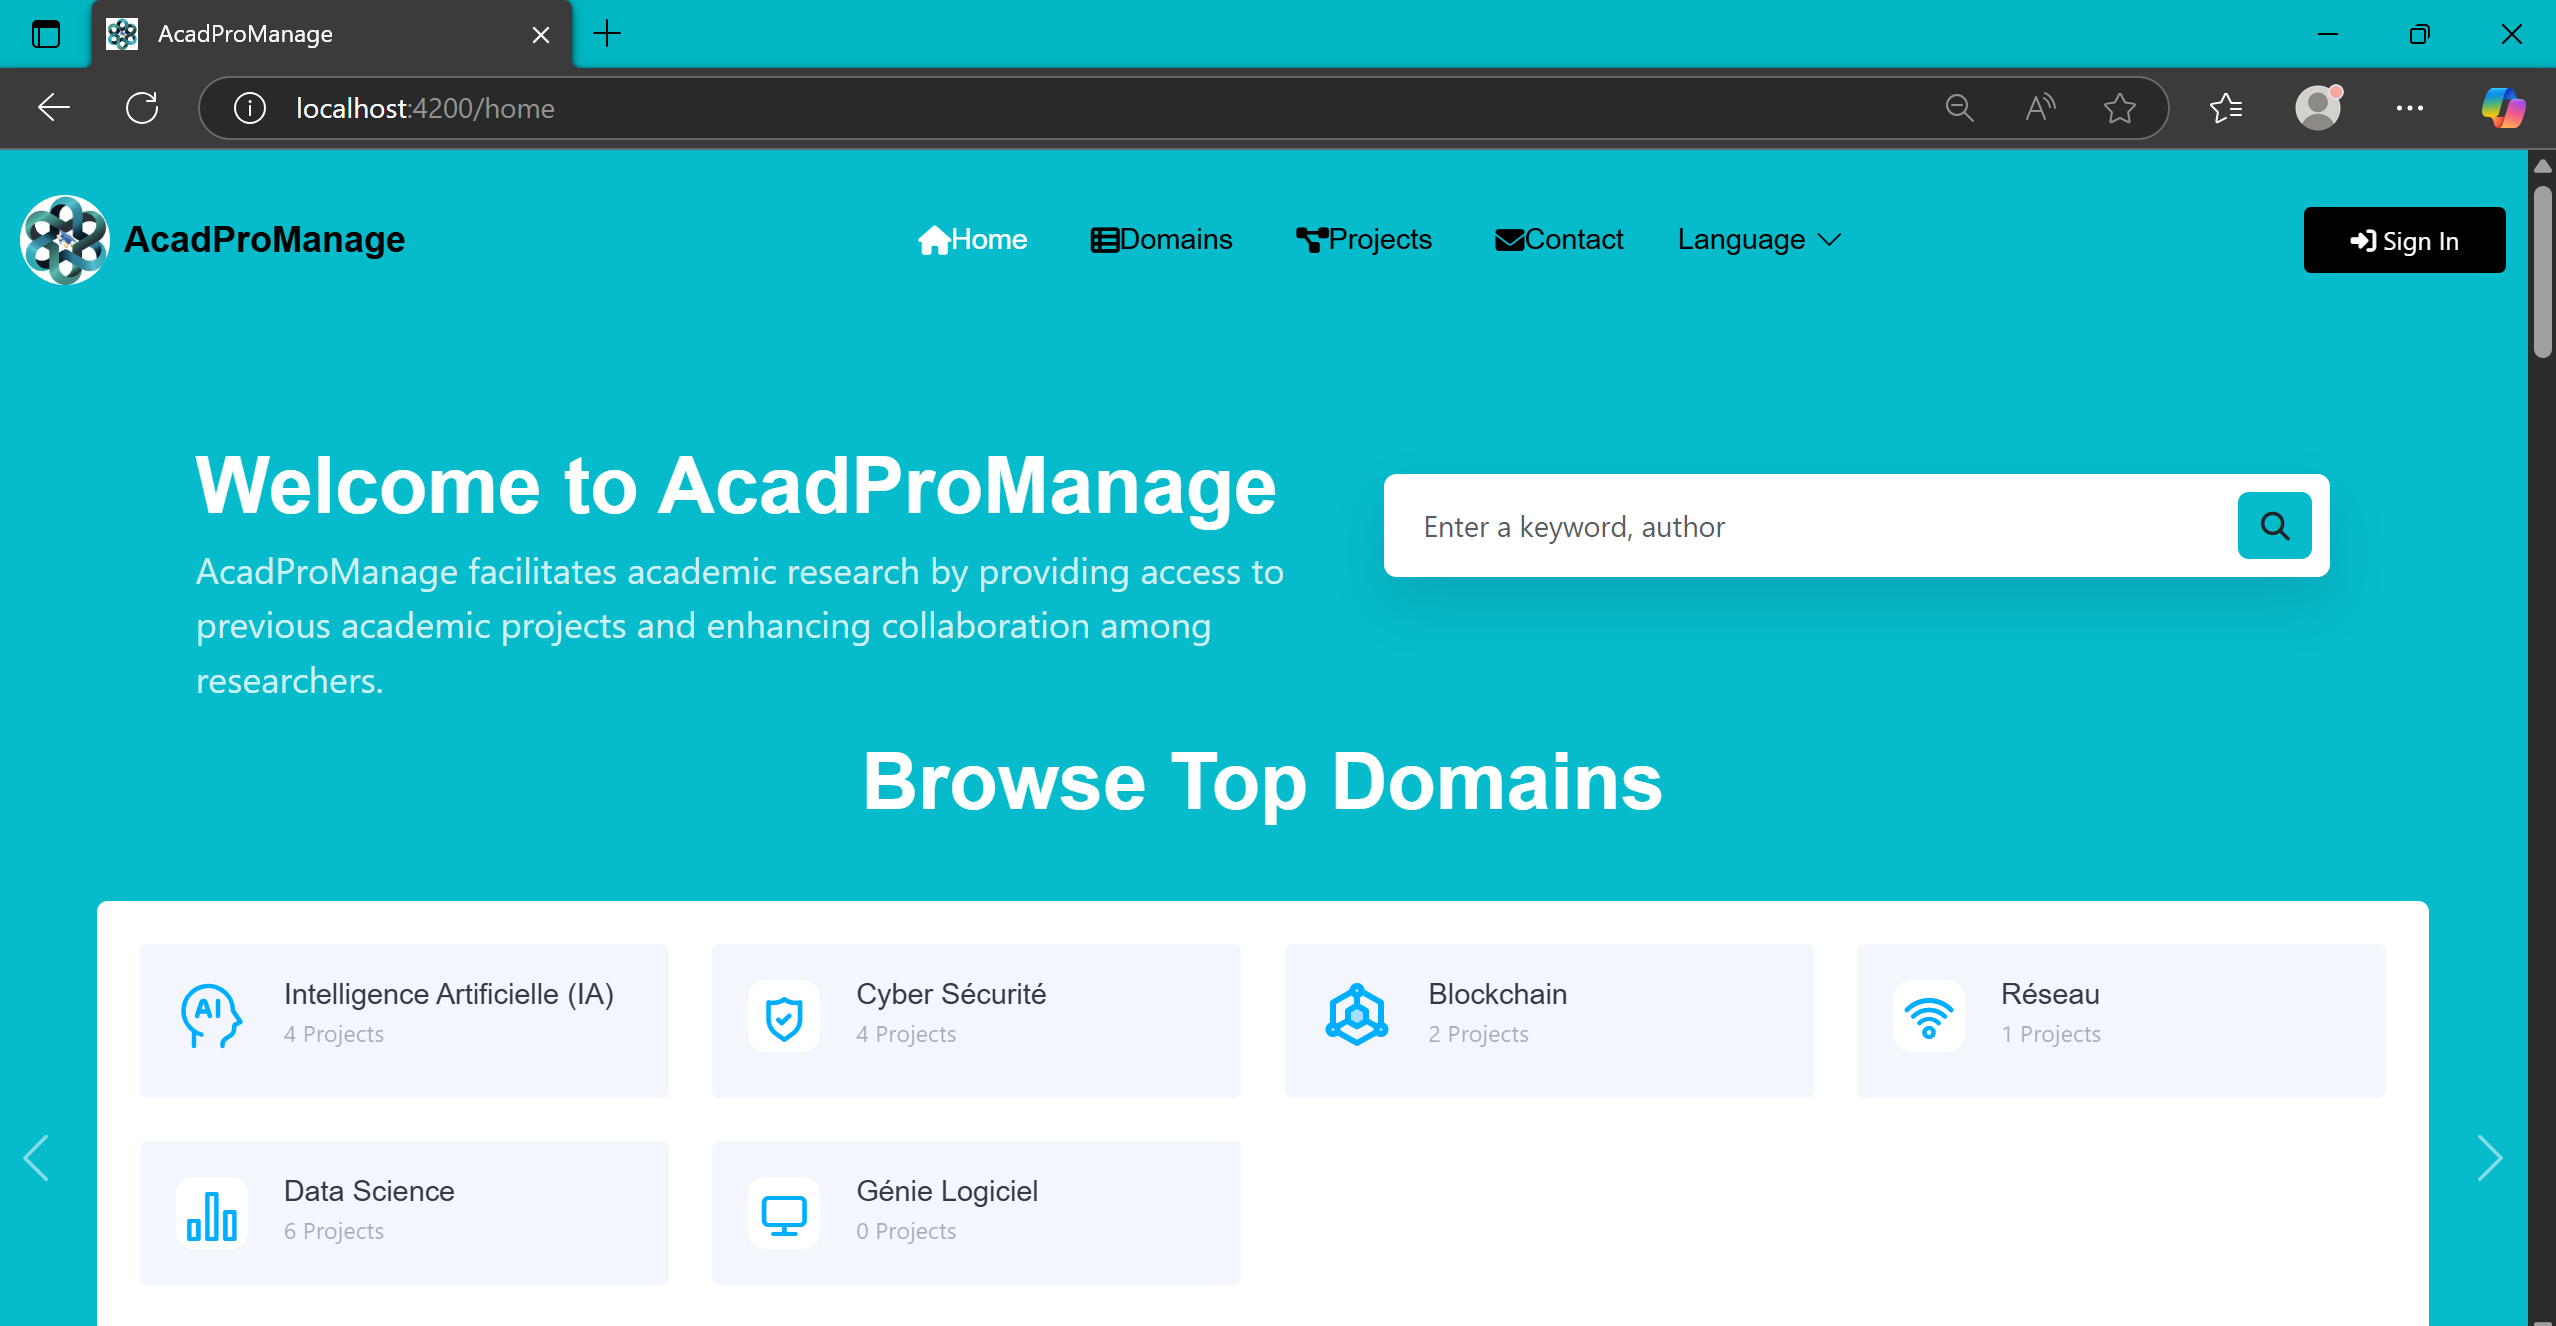 AcadProManage
localhost:4200/home
AcadProManage
Home
Domains
Projects
Contact
Language
Sign In
Welcome to AcadProManage
Enter a keyword, author
AcadProManage facilitates academic research by providing access to
previous academic projects and enhancing collaboration among
researchers.
Browse Top Domains
AI
Intelligence Artificielle (IA)
4 Projects
Cyber Sécurité
4 Projects
Blockchain
2 Projects
Réseau
1 Projects
Data Science
6 Projects
Génie Logiciel
0 Projects